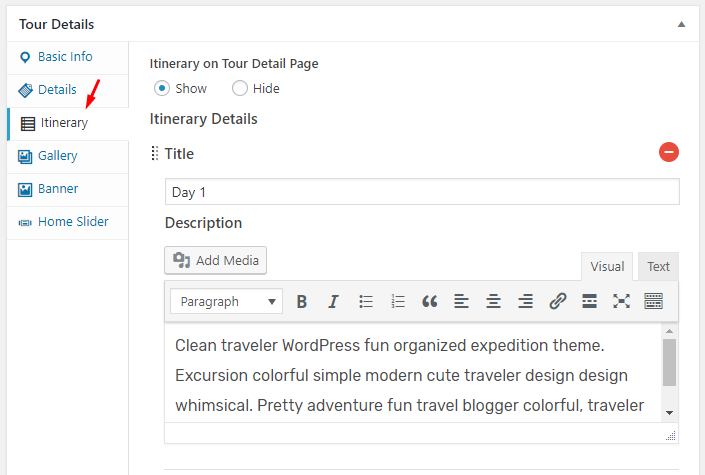 Tour Details
Basic Info
Details
Itinerary
Gallery
Banner
Home Slider
Itinerary on Tour Detail Page
Show Hide
Itinerary Details
Title
Day 1
Description
Add Media
Visual Text
Paragraph
Clean traveler WordPress fun organized expedition theme.
Excursion colorful simple modern cute traveler design design
whimsical. Pretty adventure fun travel blogger colorful, traveler